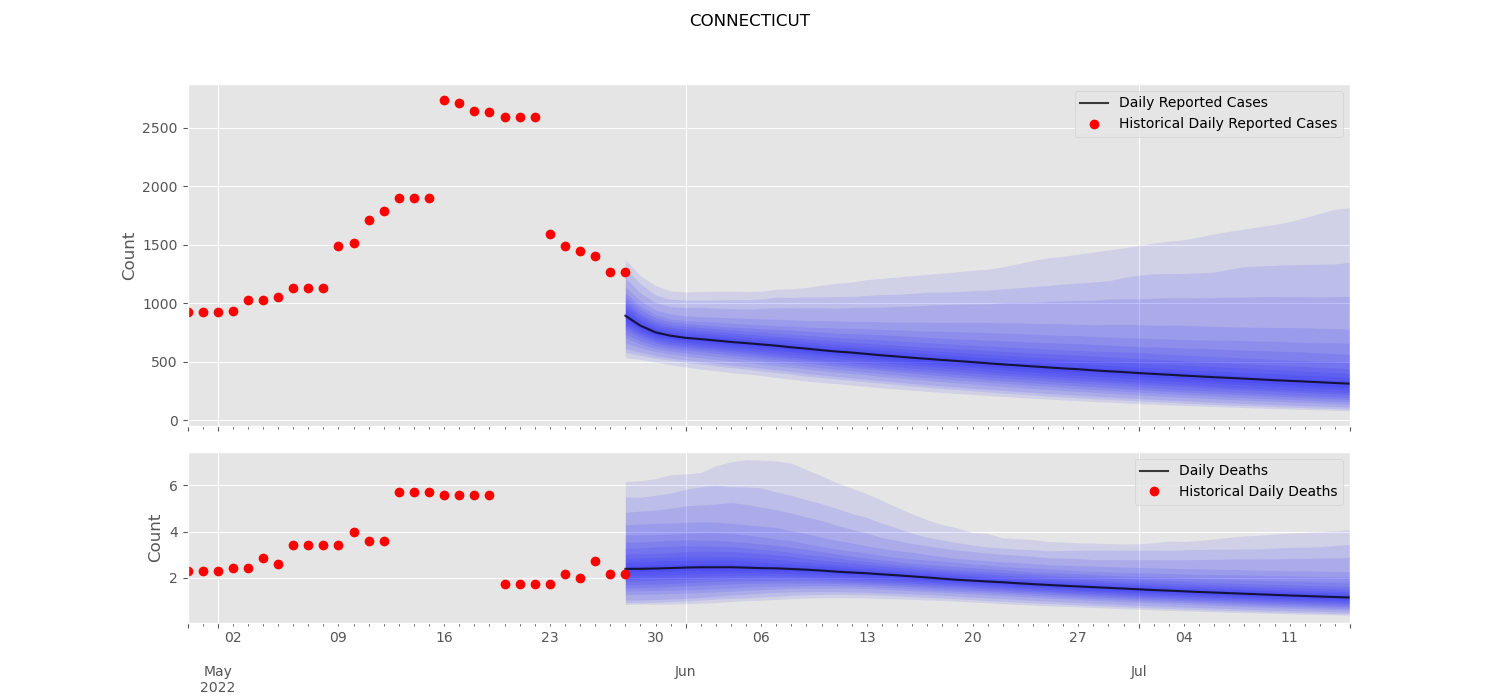 CONNECTICUT
Daily Reported Cases
Historical Daily Reported Cases
2500
2000
1500
1000
500
0
Count
Daily Deaths
Historical Daily Deaths
6
4
2
Count
02 09 16 23 30 06 13 20 27 04 11
May Jun Jul
2022